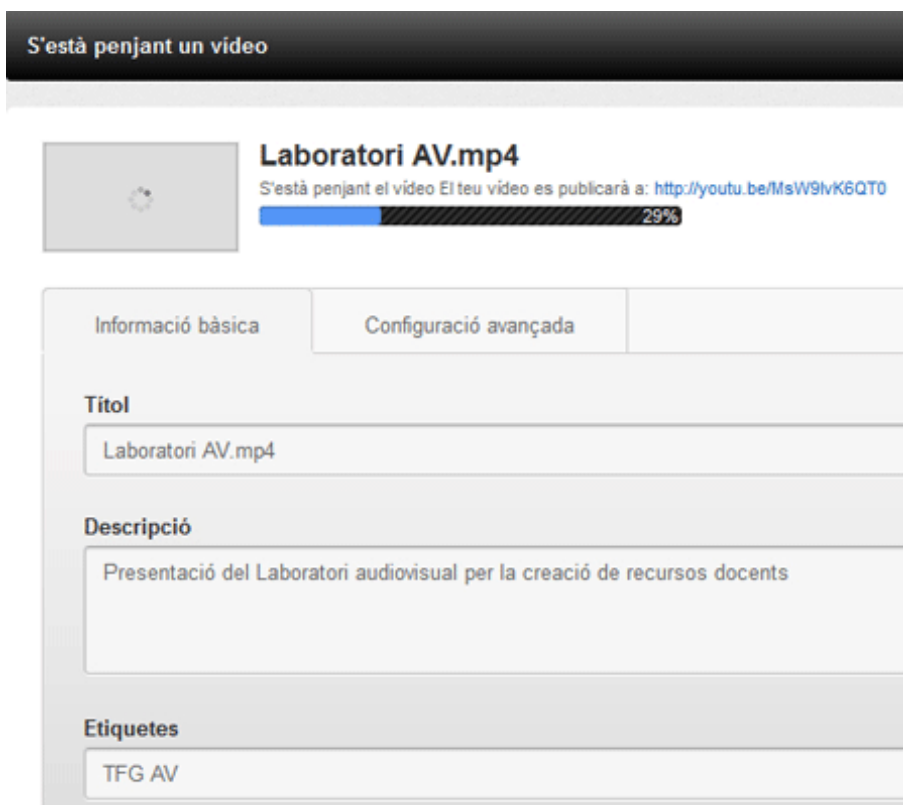 S'està penjant un vídeo
Laboratori AV.mp4
S'està penjant el vídeo El teu vídeo es publicarà a: http://youtu.be/MsW9IvK6QT0
29%
Informació bàsica
Configuració avançada
Títol
Laboratori AV.mp4
Descripció
Presentació del Laboratori audiovisual per la creació de recursos docents
Etiquetes
TFG AV